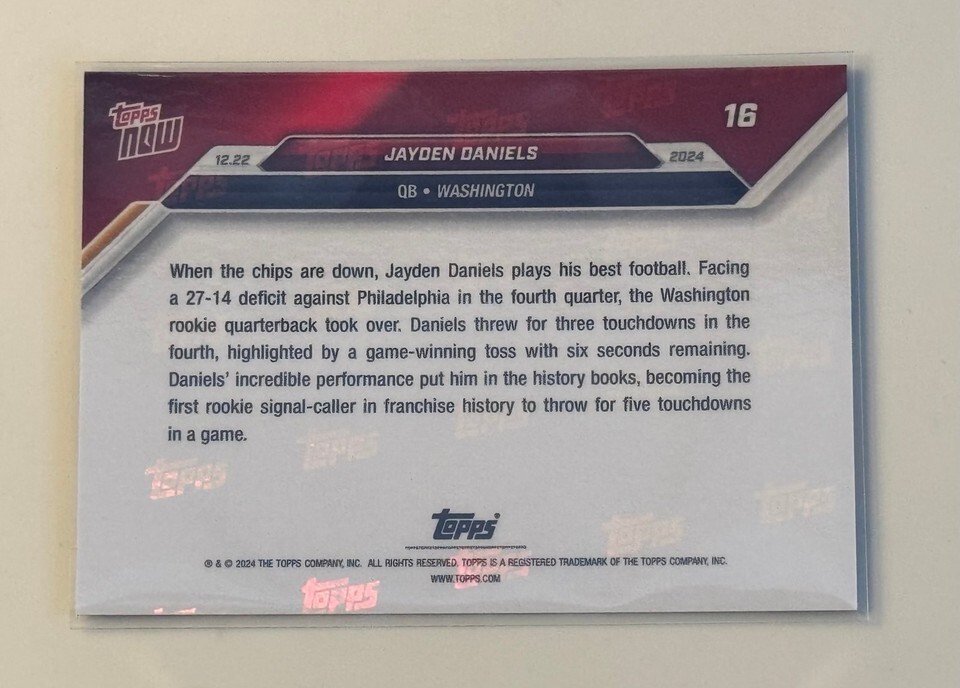 Topps
NOW
16
12.22
JAYDEN DANIELS
2024
QB • WASHINGTON
When the chips are down, Jayden Daniels plays his best football. Facing
a 27-14 deficit against Philadelphia in the fourth quarter, the Washington
rookie quarterback took over. Daniels threw for three touchdowns in the
fourth, highlighted by a game-winning toss with six seconds remaining.
Daniels' incredible performance put him in the history books, becoming the
first rookie signal-caller in franchise history to throw for five touchdowns
in a game.
Topps
Topps
Topps
® & © 2024 THE TOPPS COMPANY, INC. ALL RIGHTS RESERVED. TOPPS IS A REGISTERED TRADEMARK OF THE TOPPS COMPANY, INC.
WWW.TOPPS.COM
Topps